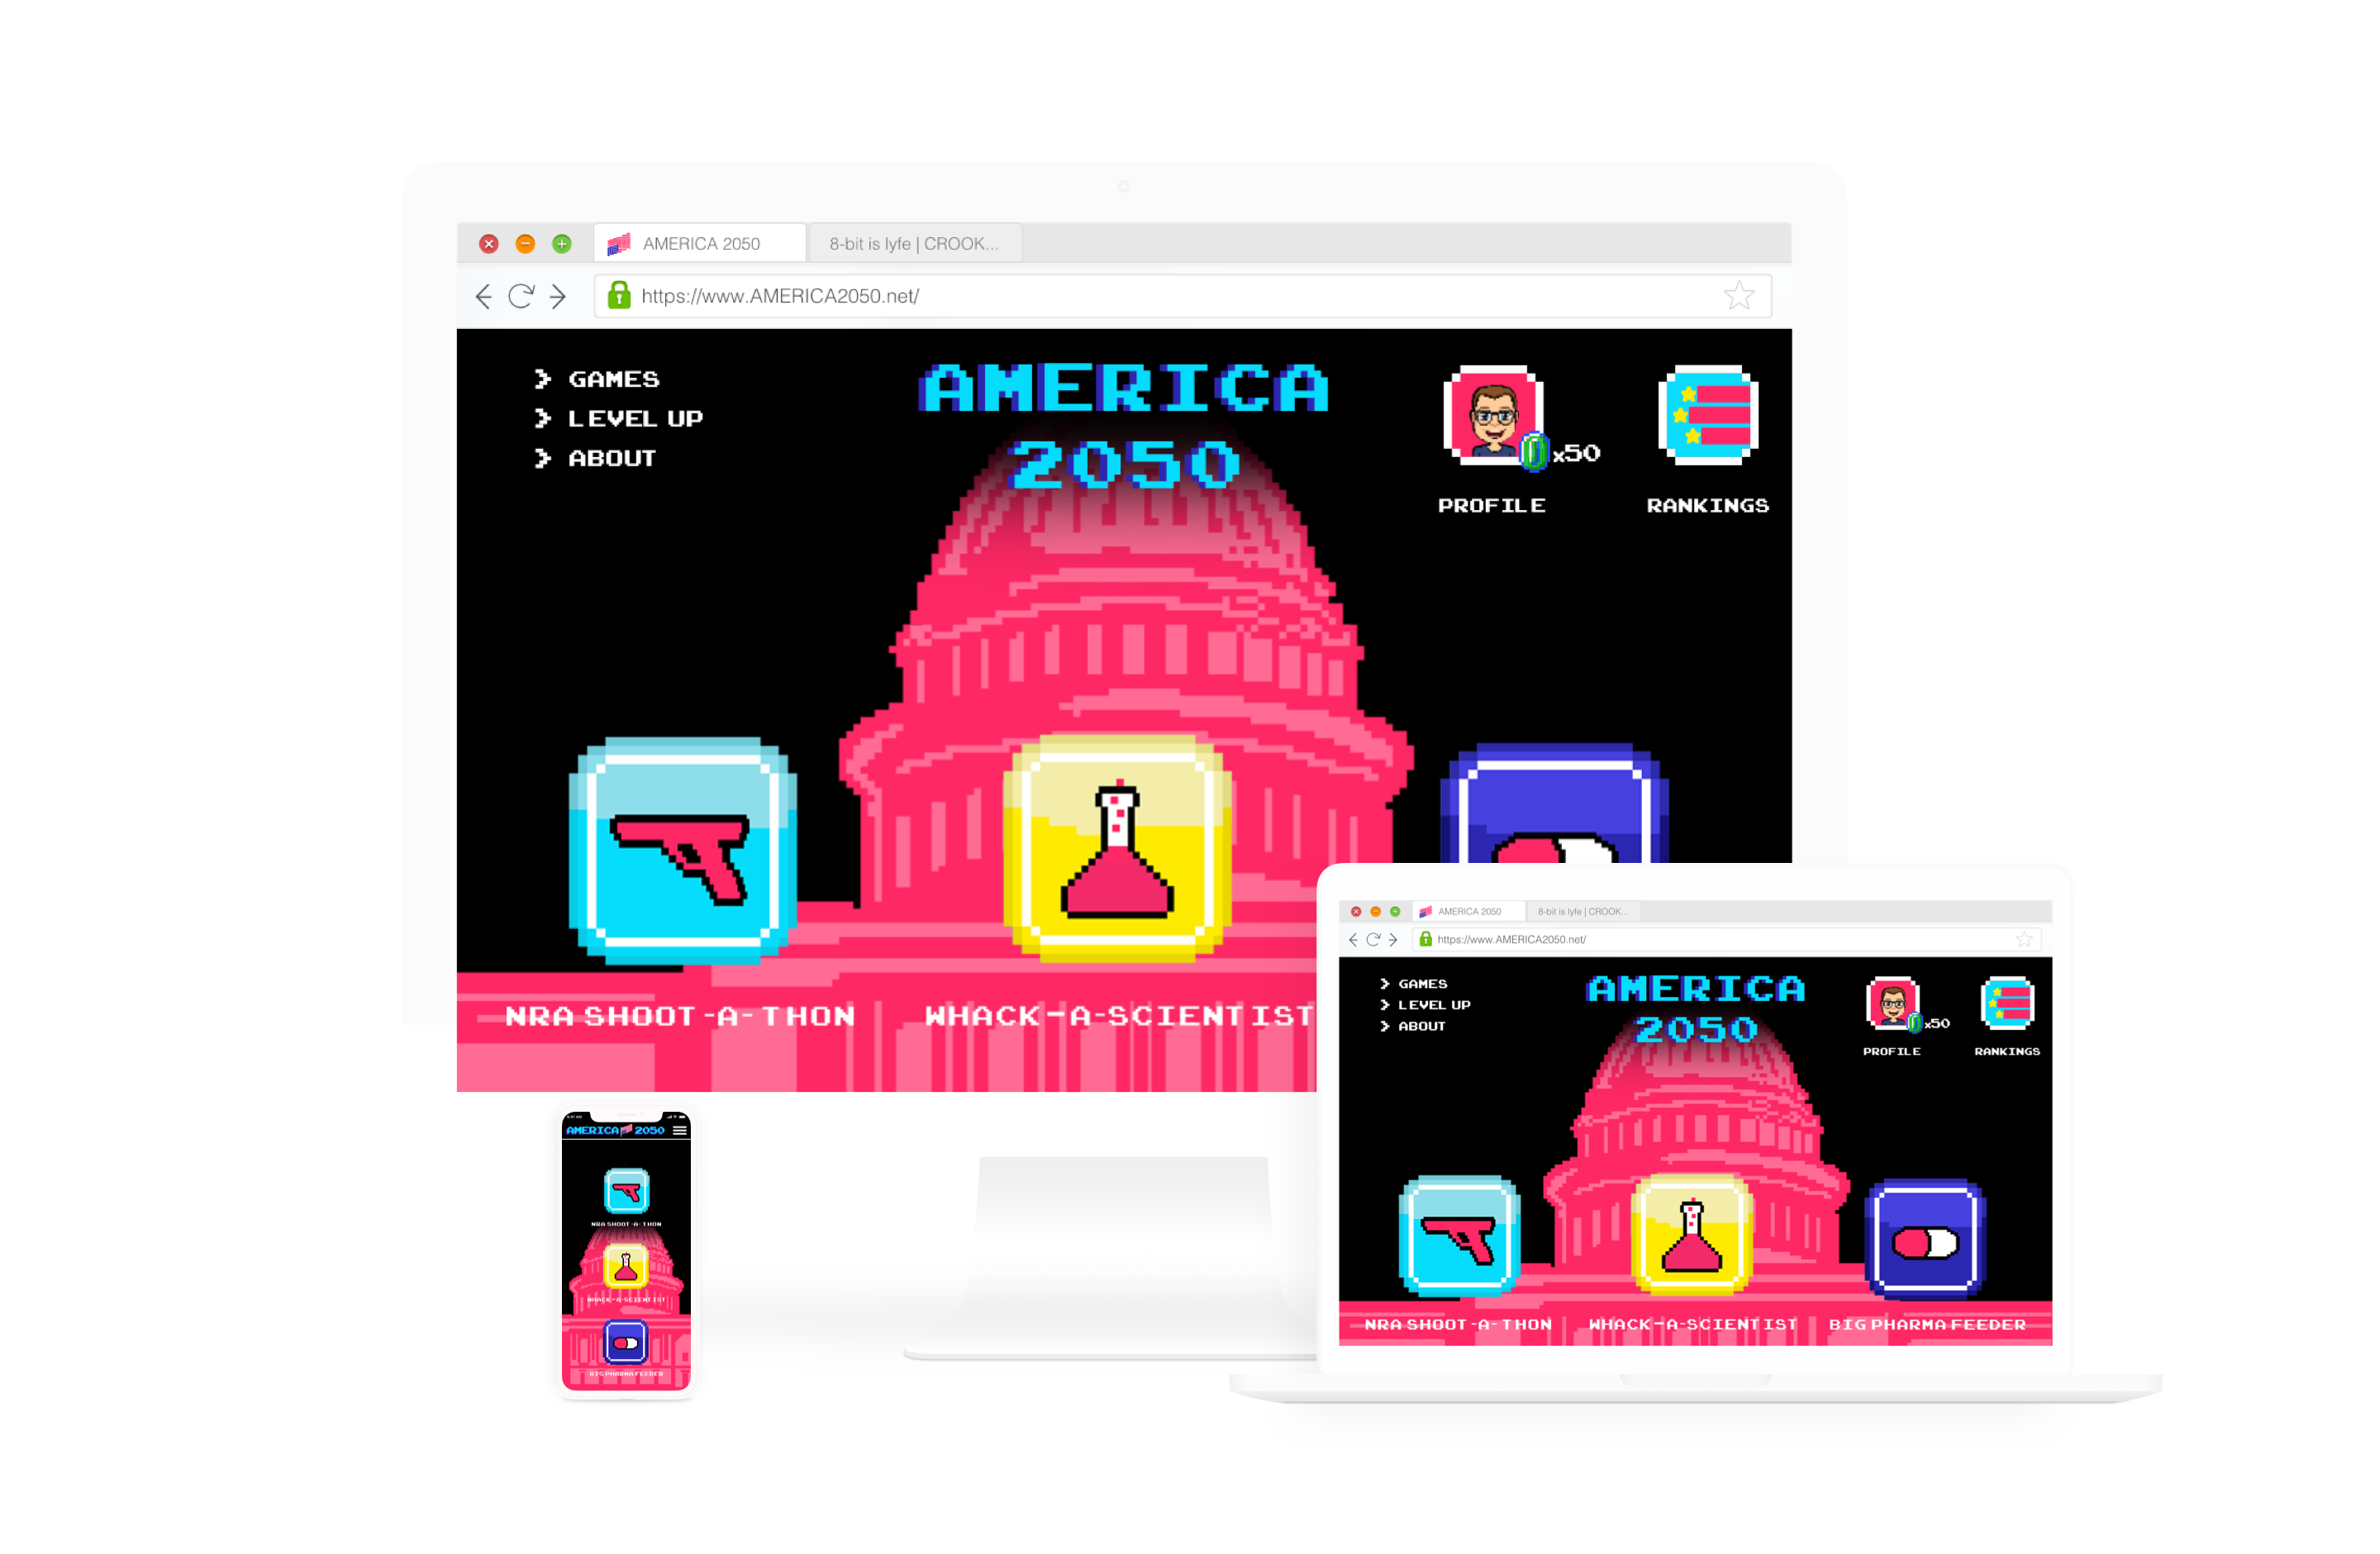 AMERICA 2050
8-bit is lyfe | CROOK...
https://www.AMERICA2050.net/
GAMES
LEVEL UP
ABOUT
AMERICA
2050
x50
PROFILE
RANKINGS
NRA SHOOT-A-THON
WHACK-A-SCIENTIST
AMERICA 2050
8-bit is lyfe | CROOK...
https://www.AMERICA2050.net/
GAMES
LEVEL UP
ABOUT
AMERICA
2050
x50
PROFILE
RANKINGS
NRA SHOOT-A-THON
WHACK-A-SCIENTIST
BIG PHARMA FEEDER
AMERICA 2050
NRA SHOOT-A-THON
WHACK-A-SCIENTIST
BIG PHARMA FEEDER